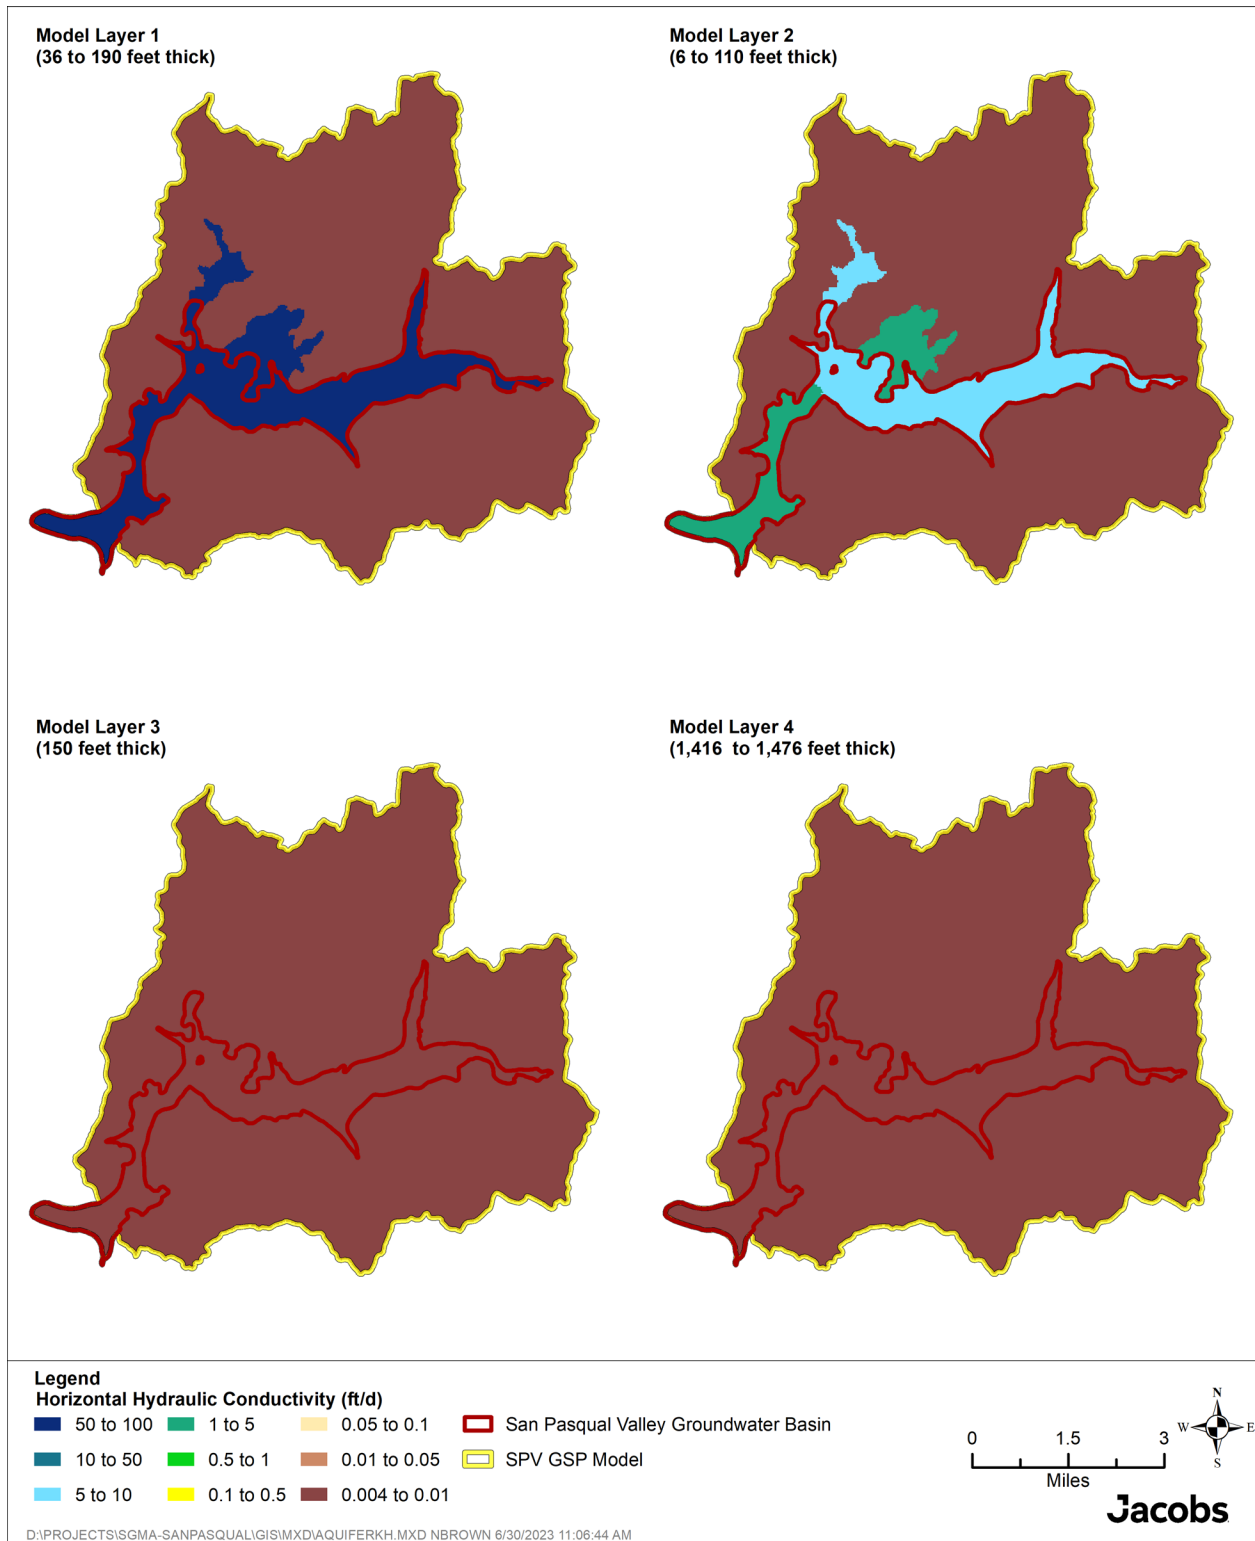 Model Layer 1
(36 to 190 feet thick)
Model Layer 2
(6 to 110 feet thick)
Model Layer 3
(150 feet thick)
Model Layer 4
(1,416  to 1,476 feet thick)
Legend
Horizontal Hydraulic Conductivity (ft/d)
50 to 100
10 to 50
5 to 10
1 to 5
0.5 to 1
0.1 to 0.5
0.05 to 0.1
0.01 to 0.05
0.004 to 0.01
San Pasqual Valley Groundwater Basin
SPV GSP Model
0 1.5 3
Miles
N
W E
S
Jacobs
D:\PROJECTS\SGMA-SANPASQUAL\GIS\MXD\AQUIFERKH.MXD NBROWN 6/30/2023 11:06:44 AM